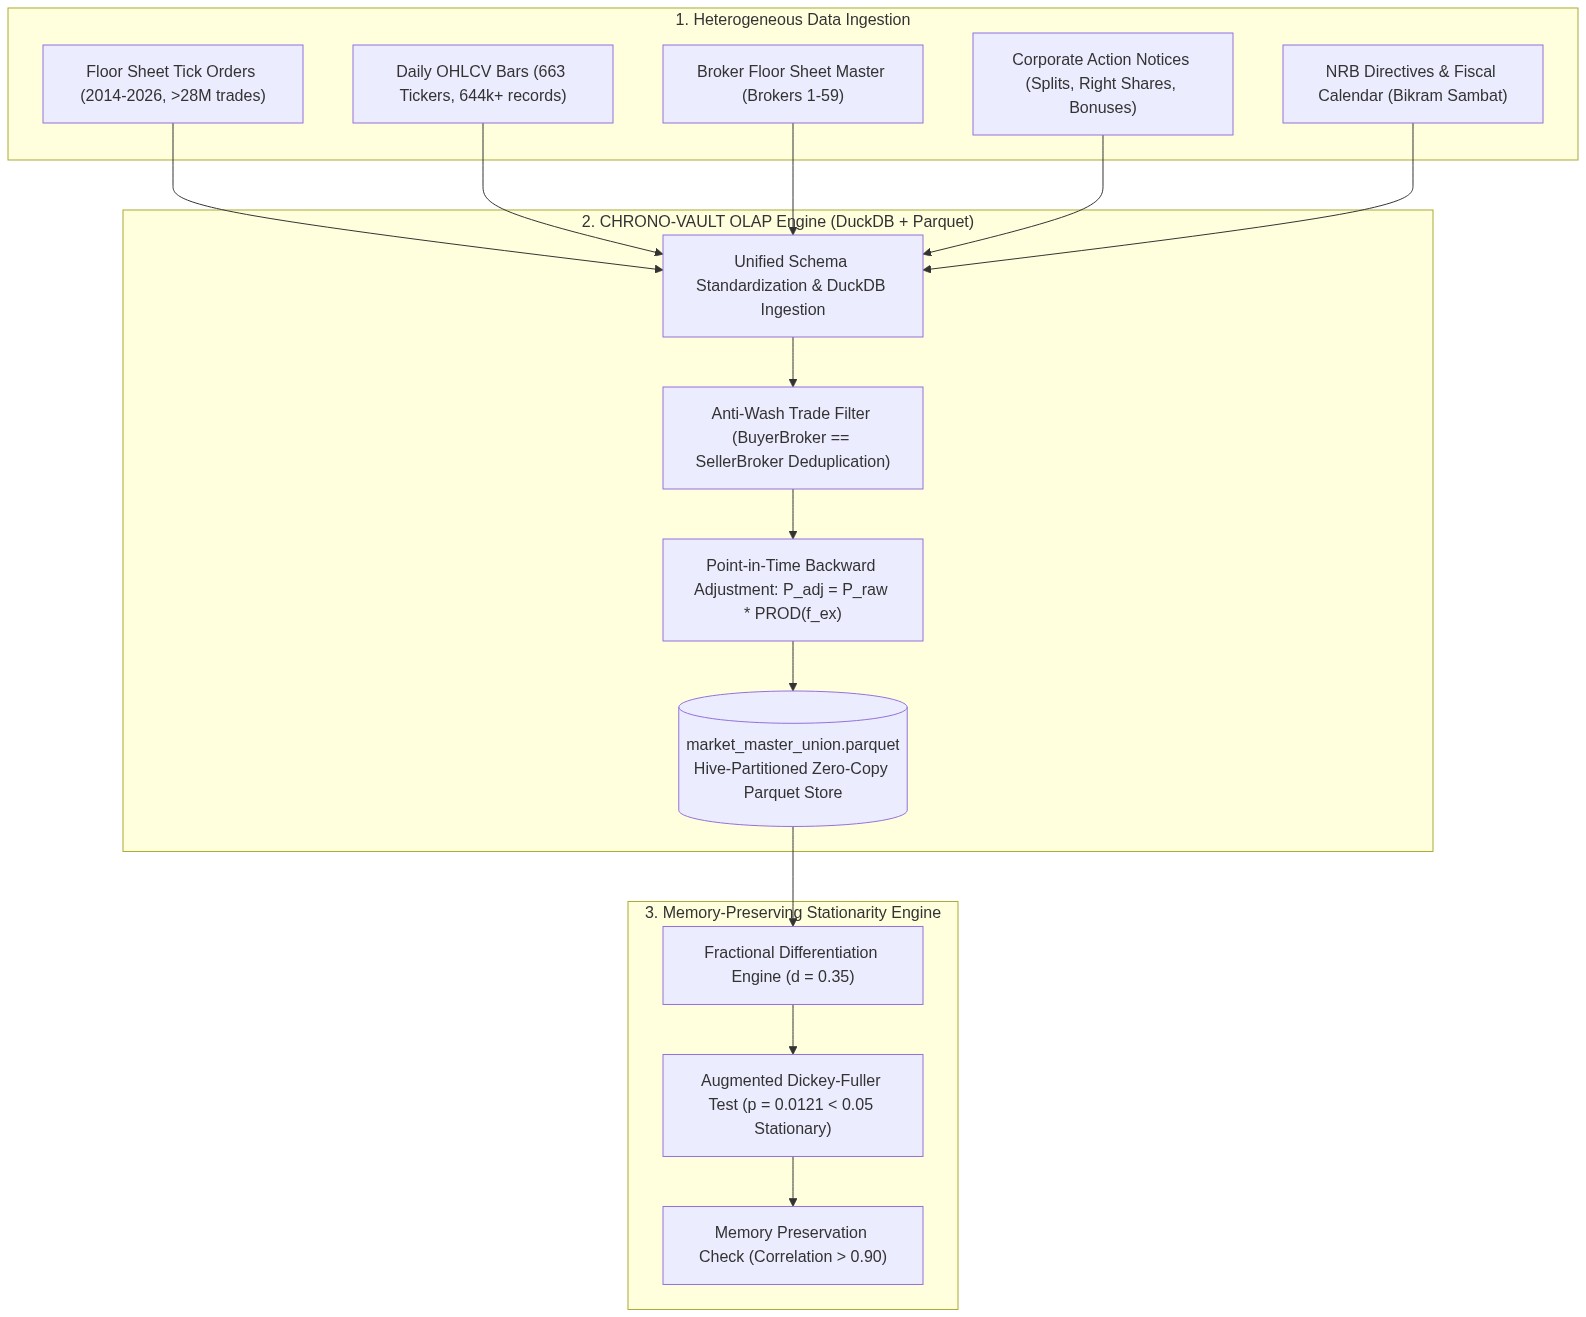 1. Heterogeneous Data Ingestion
Floor Sheet Tick Orders
(2014-2026, >28M trades)
Daily OHLCV Bars (663
Tickers, 644k+ records)
Broker Floor Sheet Master
(Brokers 1-59)
Corporate Action Notices
(Splits, Right Shares,
Bonuses)
NRB Directives & Fiscal
Calendar (Bikram Sambat)
2. CHRONO-VAULT OLAP Engine (DuckDB + Parquet)
Unified Schema
Standardization & DuckDB
Ingestion
Anti-Wash Trade Filter
(BuyerBroker ==
SellerBroker Deduplication)
Point-in-Time Backward
Adjustment: P_adj = P_raw
* PROD(f_ex)
market_master_union.parquet
Hive-Partitioned Zero-Copy
Parquet Store
3. Memory-Preserving Stationarity Engine
Fractional Differentiation
Engine (d = 0.35)
Augmented Dickey-Fuller
Test (p = 0.0121 < 0.05
Stationary)
Memory Preservation
Check (Correlation > 0.90)